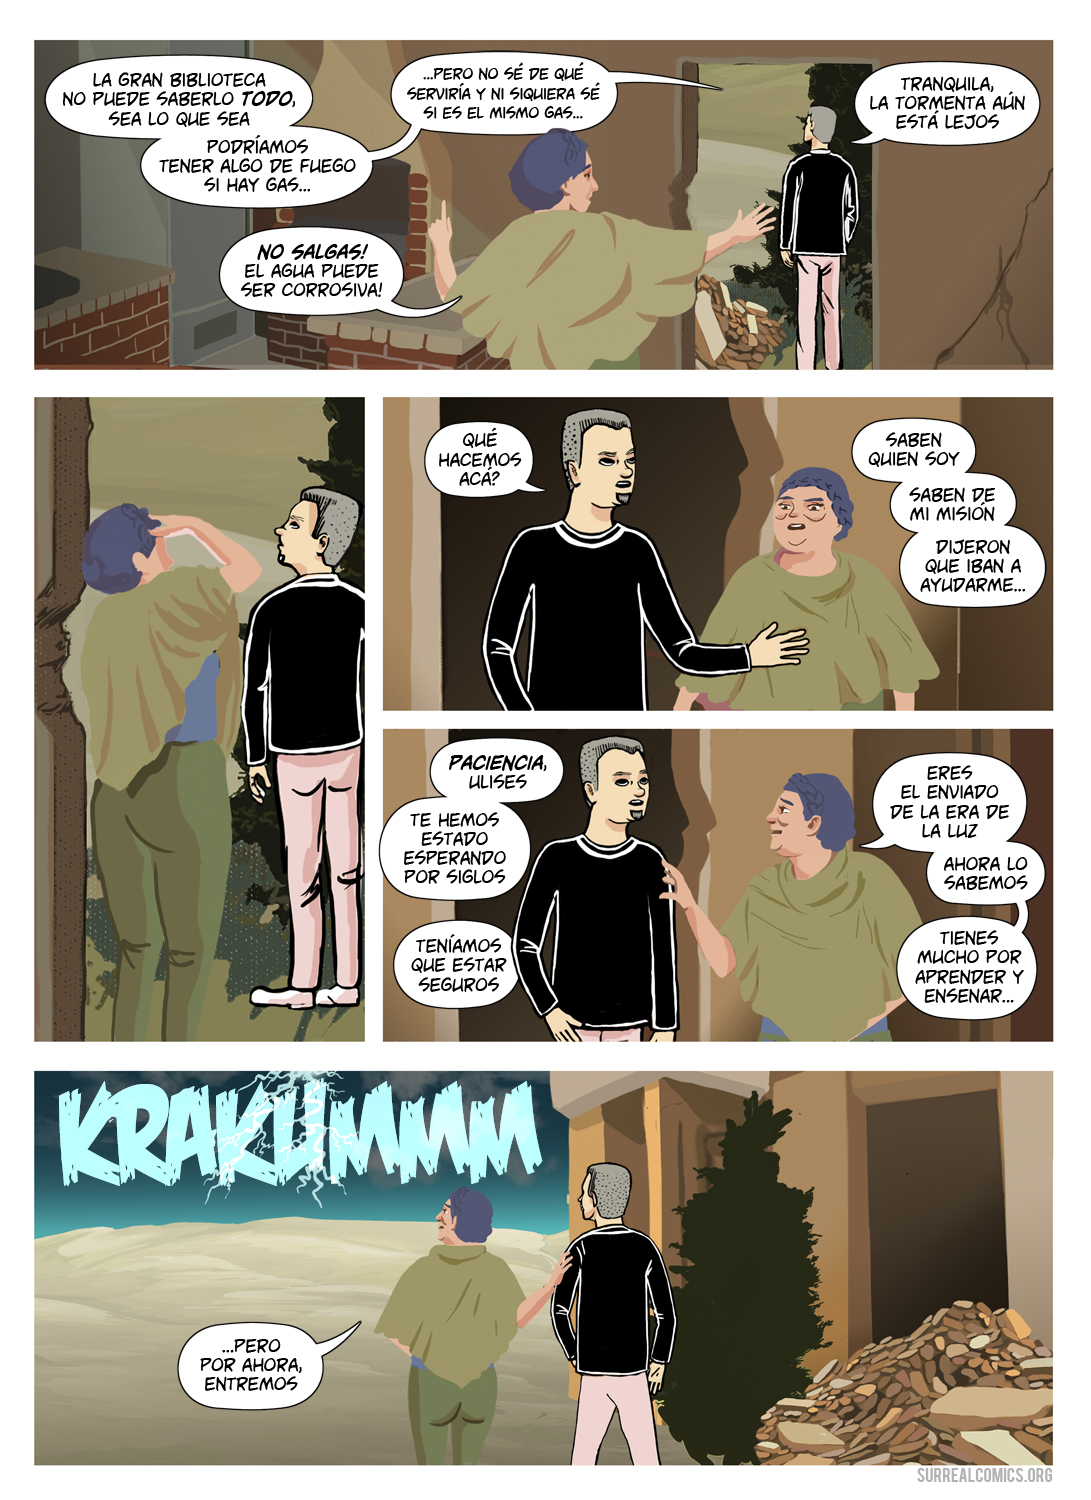 LA GRAN BIBLIOTECA
NO PUEDE SABERLO TODO,
SEA LO QUE SEA
PODRÍAMOS
TENER ALGO DE FUEGO
SI HAY GAS...
...PERO NO SÉ DE QUÉ
SERVIRÍA Y NI SIQUIERA SÉ
SI ES EL MISMO GAS...
NO SALGAS!
EL AGUA PUEDE
SER CORROSIVA!
TRANQUILA,
LA TORMENTA AÚN
ESTÁ LEJOS
QUÉ
HACEMOS
ACÁ?
SABEN
QUIEN SOY
SABEN DE
MI MISIÓN
DIJERON
QUE IBAN A
AYUDARME...
PACIENCIA,
ULISES
TE HEMOS
ESTADO
ESPERANDO
POR SIGLOS
TENÍAMOS
QUE ESTAR
SEGUROS
ERES
EL ENVIADO
DE LA ERA DE
LA LUZ
AHORA LO
SABEMOS
TIENES
MUCHO POR
APRENDER Y
ENSENAR...
KRAKUMMM
...PERO
POR AHORA,
ENTREMOS
SURREALCOMICS.ORG